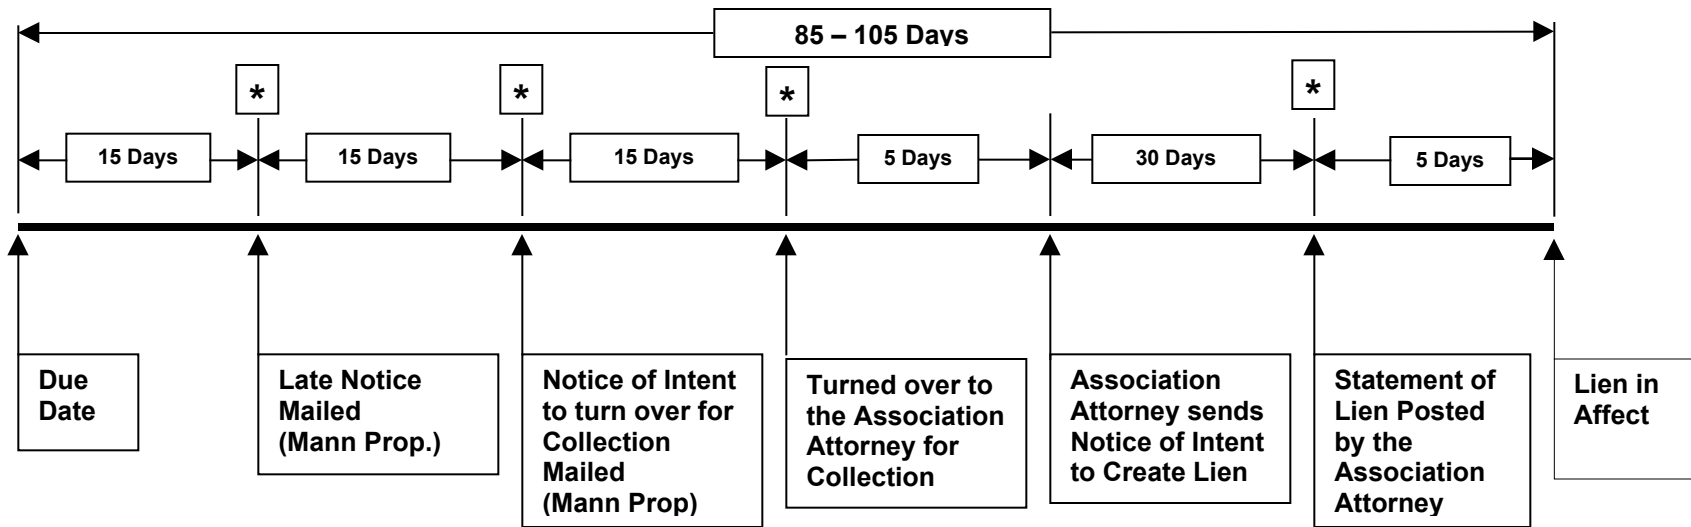 85 – 105 Days
*
*
*
*
15 Days
15 Days
15 Days
5 Days
30 Days
5 Days
Due
Date
Late Notice
Mailed
(Mann Prop.)
Notice of Intent
to turn over for
Collection
Mailed
(Mann Prop)
Turned over to
the Association
Attorney for
Collection
Association
Attorney sends
Notice of Intent
to Create Lien
Statement of
Lien Posted
by the
Association
Attorney
Lien in
Affect